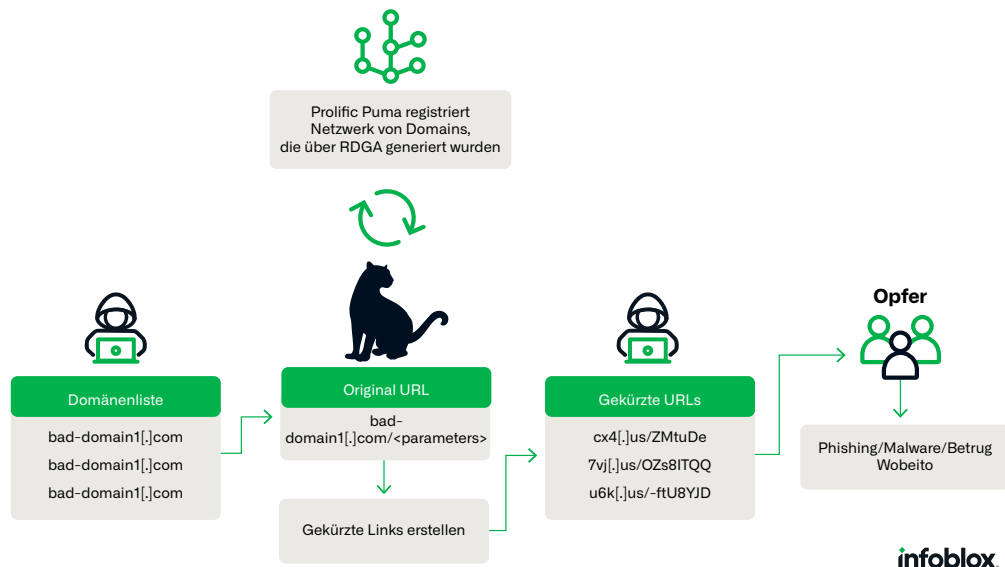 Prolific Puma registriert
Netzwerk von Domains,
die über RDGA generiert wurden
Domänenliste
bad-domain1[.]com
bad-domain1[.]com
bad-domain1[.]com
Original URL
bad-
domain1[.]com/<parameters>
Gekürzte Links erstellen
Gekürzte URLs
cx4[.]us/ZMtuDe
7vj[.]us/OZs8ITQQ
u6k[.]us/-ftU8YJD
Opfer
Phishing/Malware/Betrug
Wobeito
infoblox.